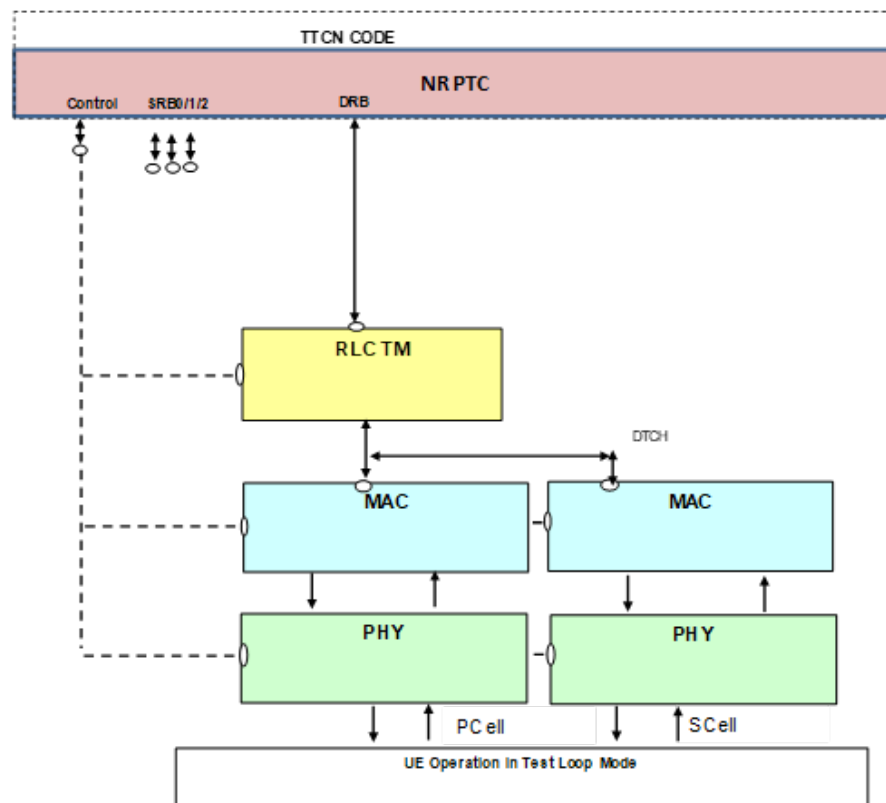 TTCN CODE
NR PTC
Control SRB0/1/2 DRB
RLC TM
DTCH
MAC MAC
PHY PHY
PCell SCell
UE Operation in Test Loop Mode